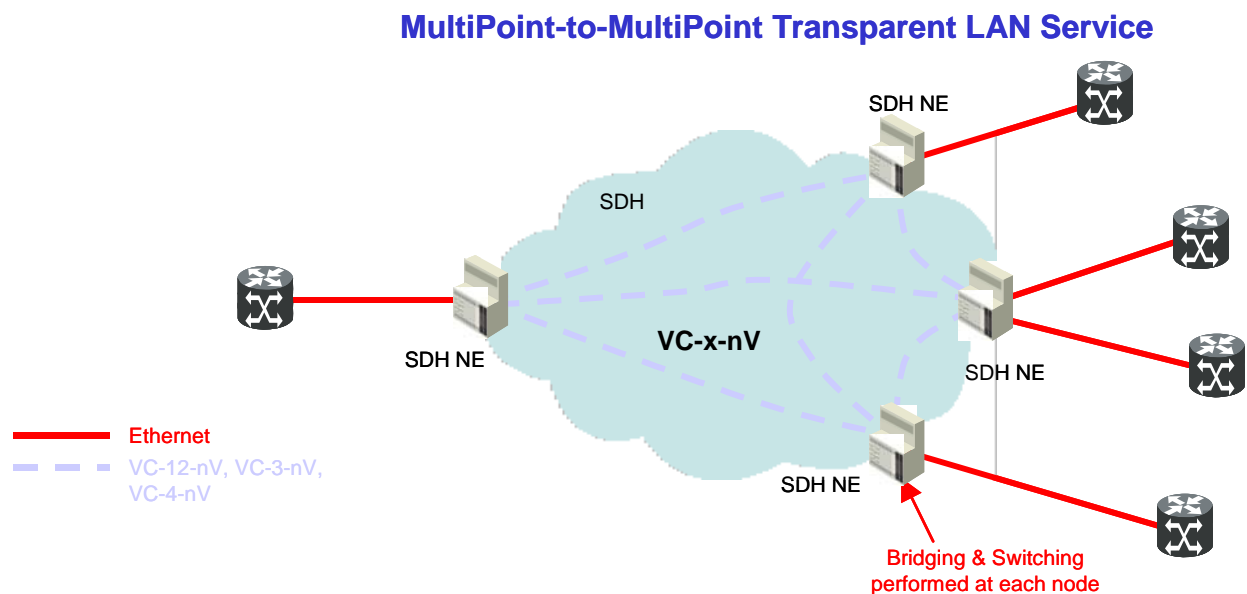 MultiPoint-to-MultiPoint Transparent LAN Service
SDH NE
SDH
VC-x-nV
SDH NE
SDH NE
Ethernet
VC-12-nV, VC-3-nV,
VC-4-nV
SDH NE
Bridging & Switching
performed at each node